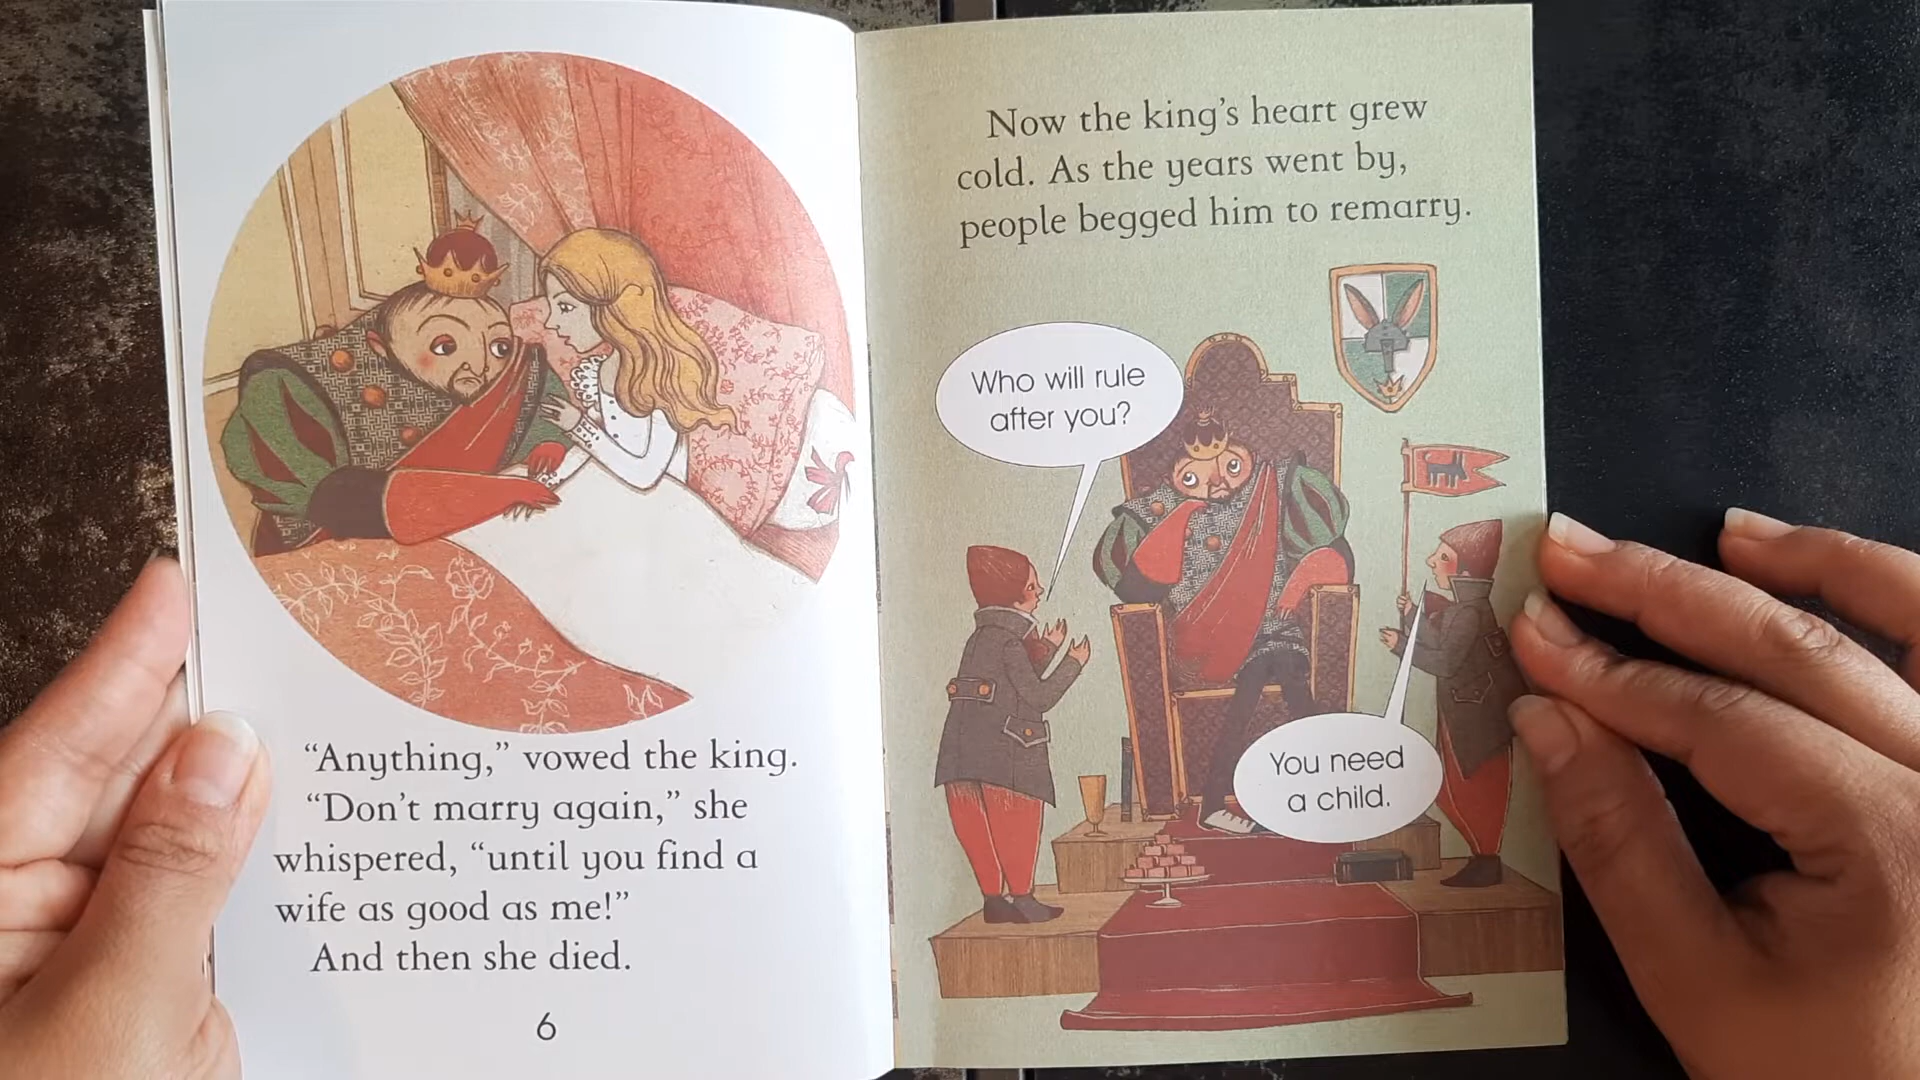 “Anything,” vowed the king.
“Don’t marry again,” she
whispered, “until you find a
wife as good as me!”
And then she died.
6
Now the king’s heart grew
cold. As the years went by,
people begged him to remarry.
Who will rule
after you?
You need
a child.